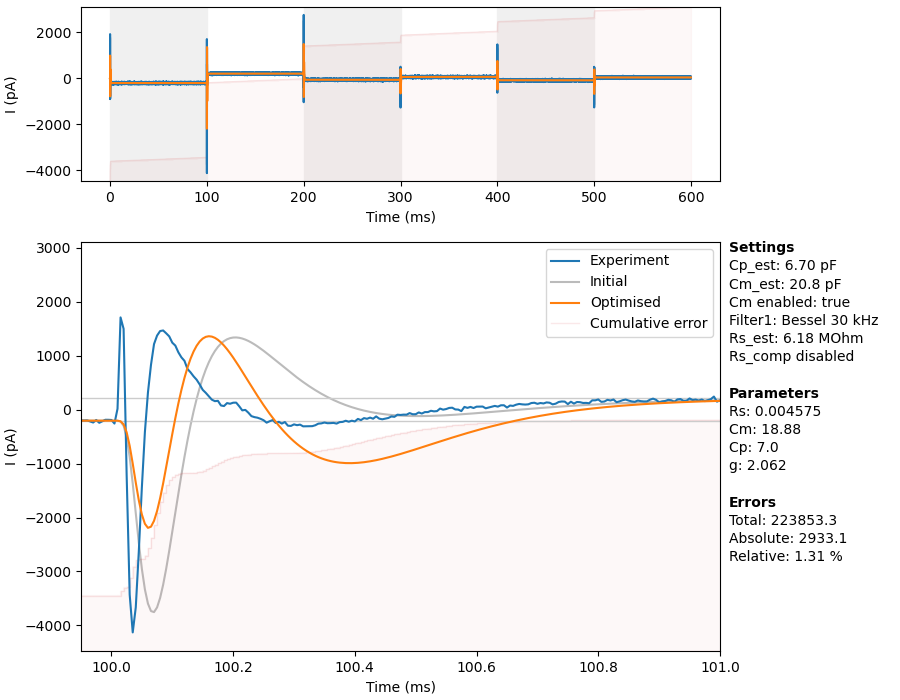 2000
0
−2000
−4000
I (pA)
0 100 200 300 400 500 600
Time (ms)
3000
2000
1000
0
−1000
−2000
−3000
−4000
I (pA)
Experiment
Initial
Optimised
Cumulative error
100.0 100.2 100.4 100.6 100.8 101.0
Time (ms)
Settings
Cp_est: 6.70 pF
Cm_est: 20.8 pF
Cm enabled: true
Filter1: Bessel 30 kHz
Rs_est: 6.18 MOhm
Rs_comp disabled
Parameters
Rs: 0.004575
Cm: 18.88
Cp: 7.0
g: 2.062
Errors
Total: 223853.3
Absolute: 2933.1
Relative: 1.31 %